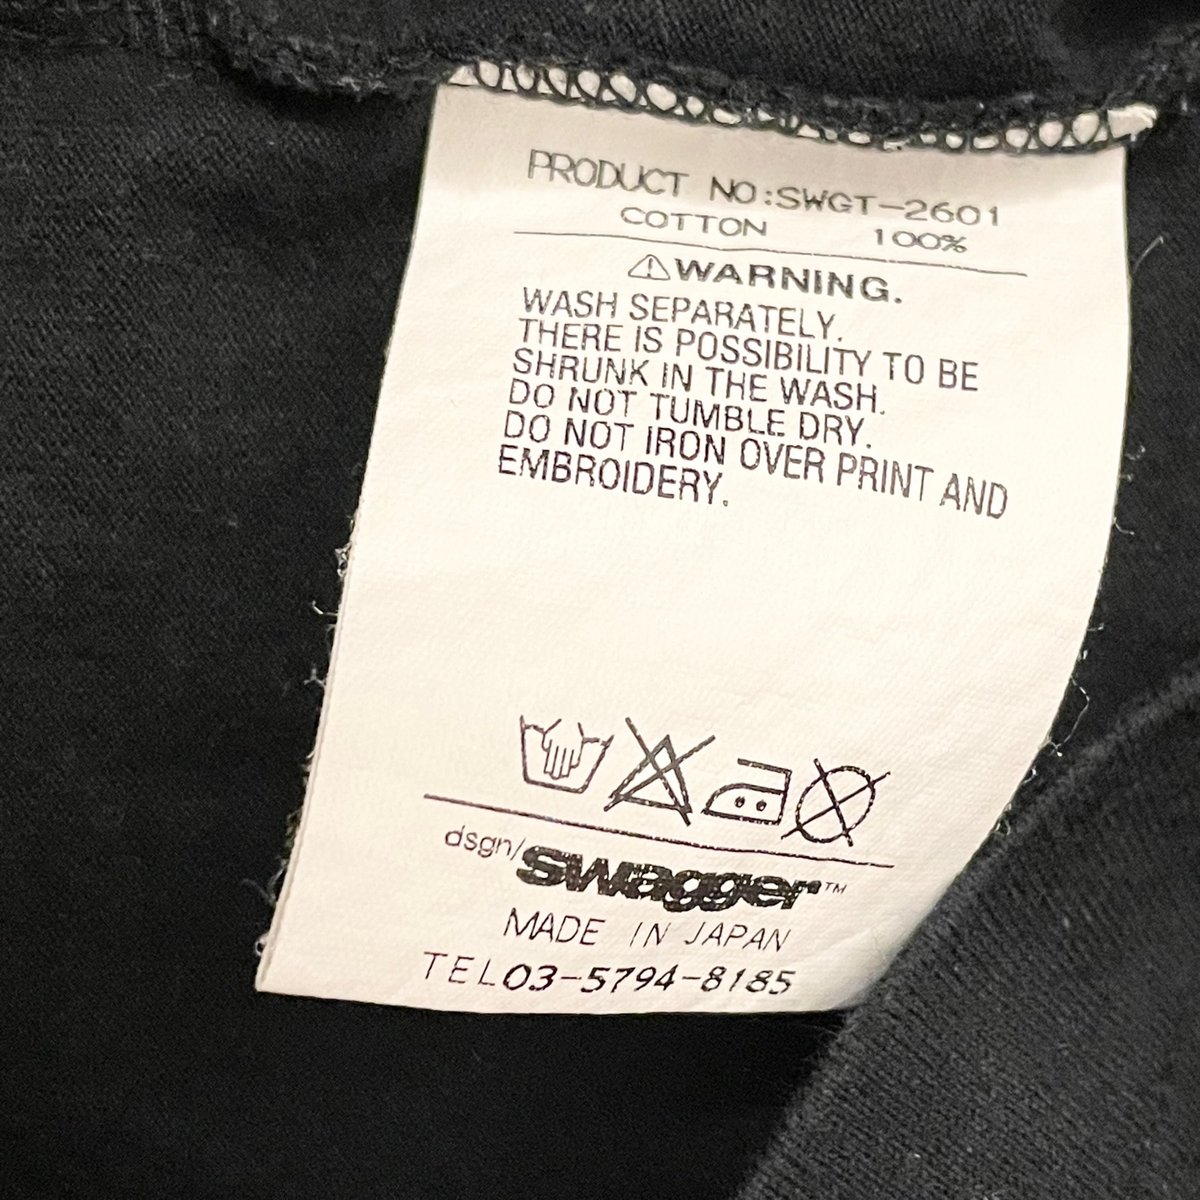 PRODUCT NO:SWGT-2601
COTTON 100%
⚠WARNING.
WASH SEPARATELY.
THERE IS POSSIBILITY TO BE
SHRUNK IN THE WASH.
DO NOT TUMBLE DRY.
DO NOT IRON OVER PRINT AND
EMBROIDERY.
dsgn/swagger™
MADE IN JAPAN
TEL03-5794-8185